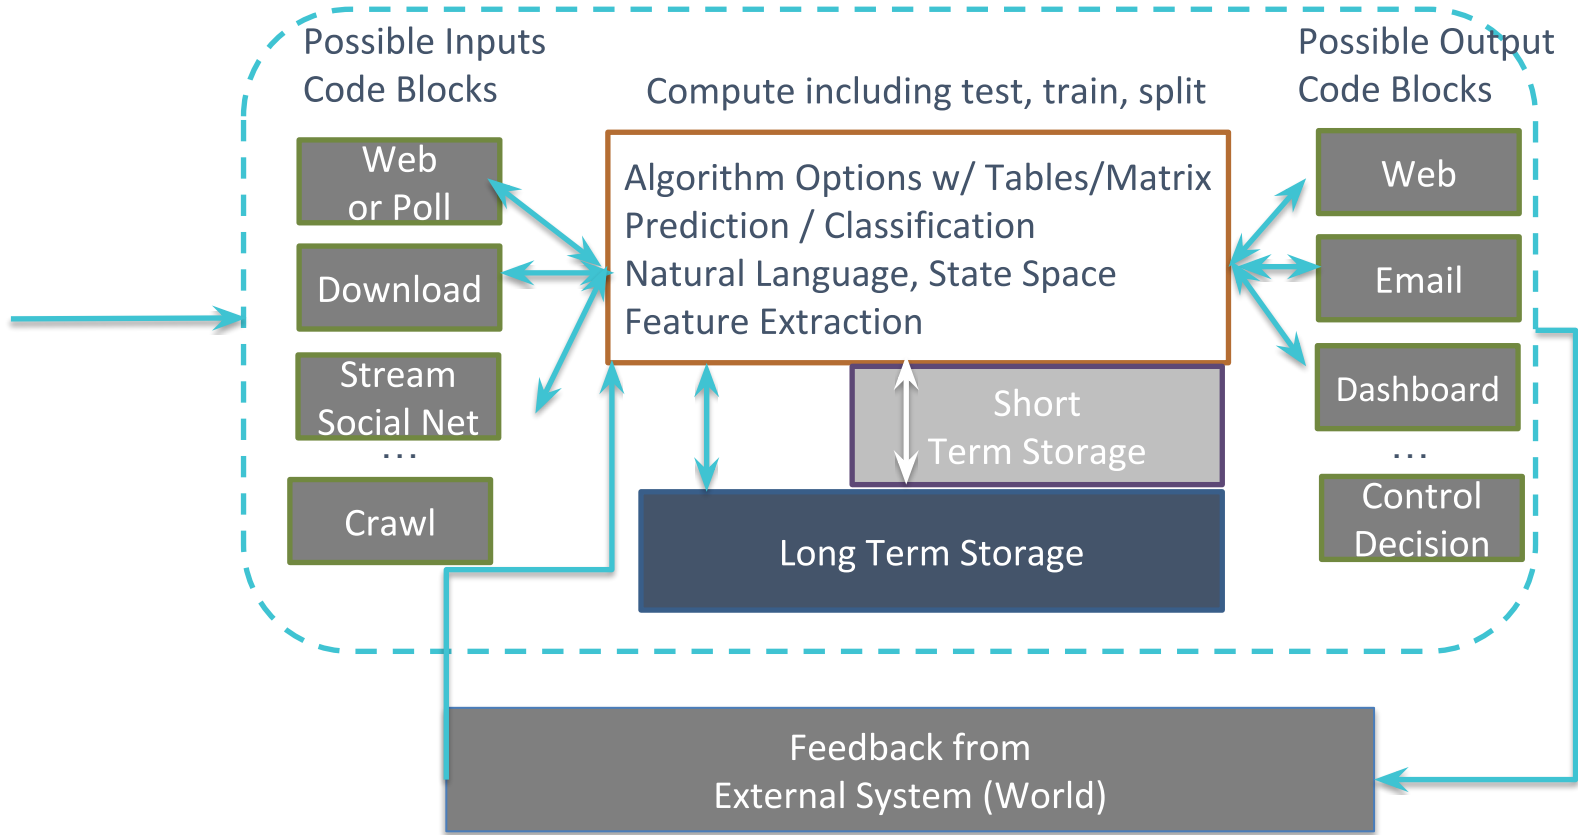 Possible Inputs
Code Blocks
Web
or Poll
Download
Stream
Social Net
...
Crawl
Compute including test, train, split
Algorithm Options w/ Tables/Matrix
Prediction / Classification
Natural Language, State Space
Feature Extraction
Short
Term Storage
Long Term Storage
Possible Output
Code Blocks
Web
Email
Dashboard
...
Control
Decision
Feedback from
External System (World)